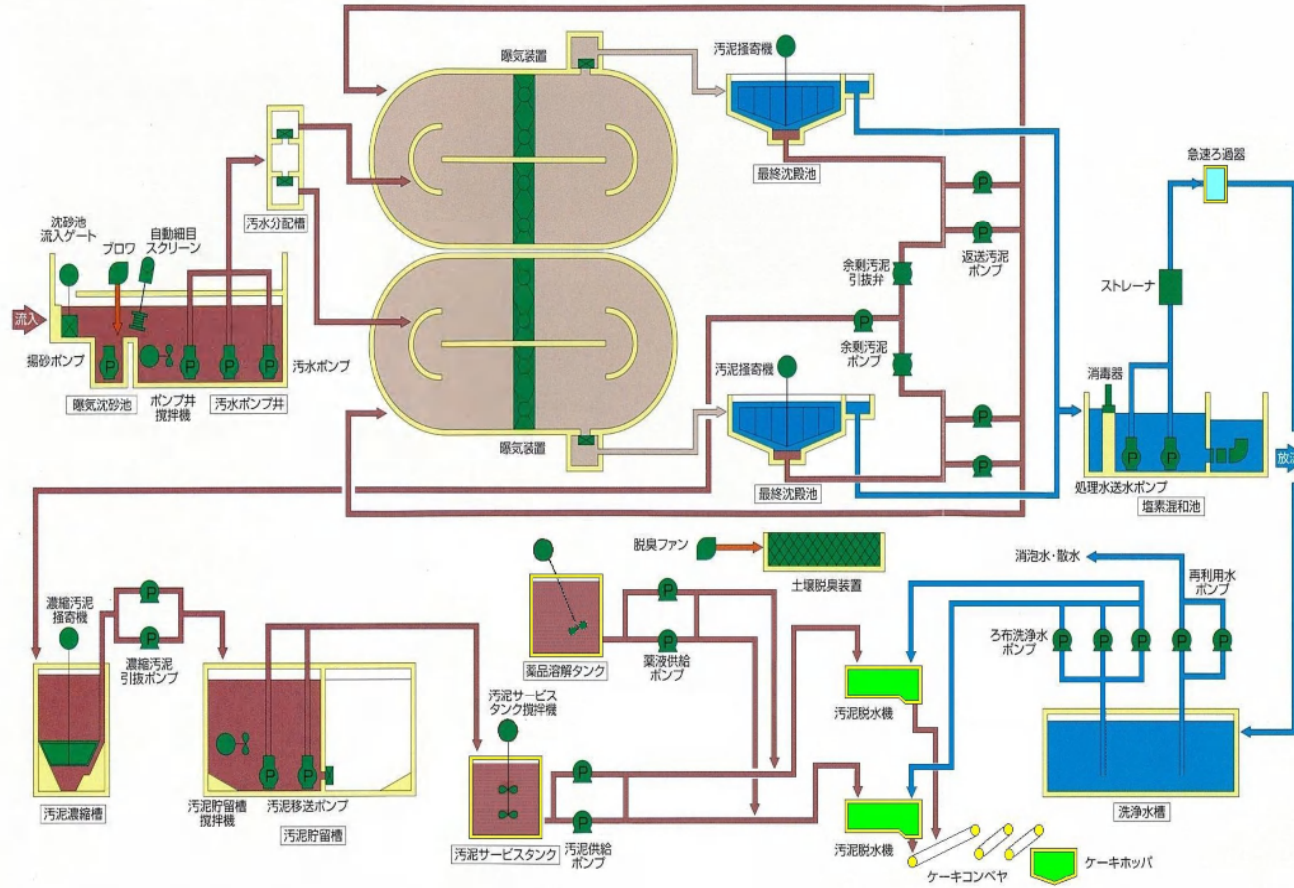 曝気装置
汚泥掻寄機
最終沈殿池
急速ろ過器
汚水分配槽
沈砂池
流入ゲート
ブロワ
自動細目
スクリーン
返送汚泥
ポンプ
余剰汚泥
引抜弁
ストレーナ
流入
P
P
P
P
P
P
P
揚砂ポンプ
曝気沈砂池
ポンプ井
撹拌機
汚水ポンプ井
汚水ポンプ
余剰汚泥
ポンプ
汚泥掻寄機
消毒器
P
P
P
P
曝気装置
最終沈殿池
処理水送水ポンプ
塩素混和池
放流
脱臭ファン
土壌脱臭装置
消泡水・散水
再利用水
ポンプ
濃縮汚泥
掻寄機
P
P
濃縮汚泥
引抜ポンプ
P
P
薬品溶解タンク
薬液供給
ポンプ
ろ布洗浄水
ポンプ
P
P
P
P
P
汚泥サービス
タンク撹拌機
汚泥脱水機
P
P
汚泥濃縮槽
汚泥貯留槽
撹拌機
汚泥移送ポンプ
汚泥貯留槽
P
P
汚泥サービスタンク
汚泥供給
ポンプ
汚泥脱水機
洗浄水槽
ケーキコンベヤ
ケーキホッパ